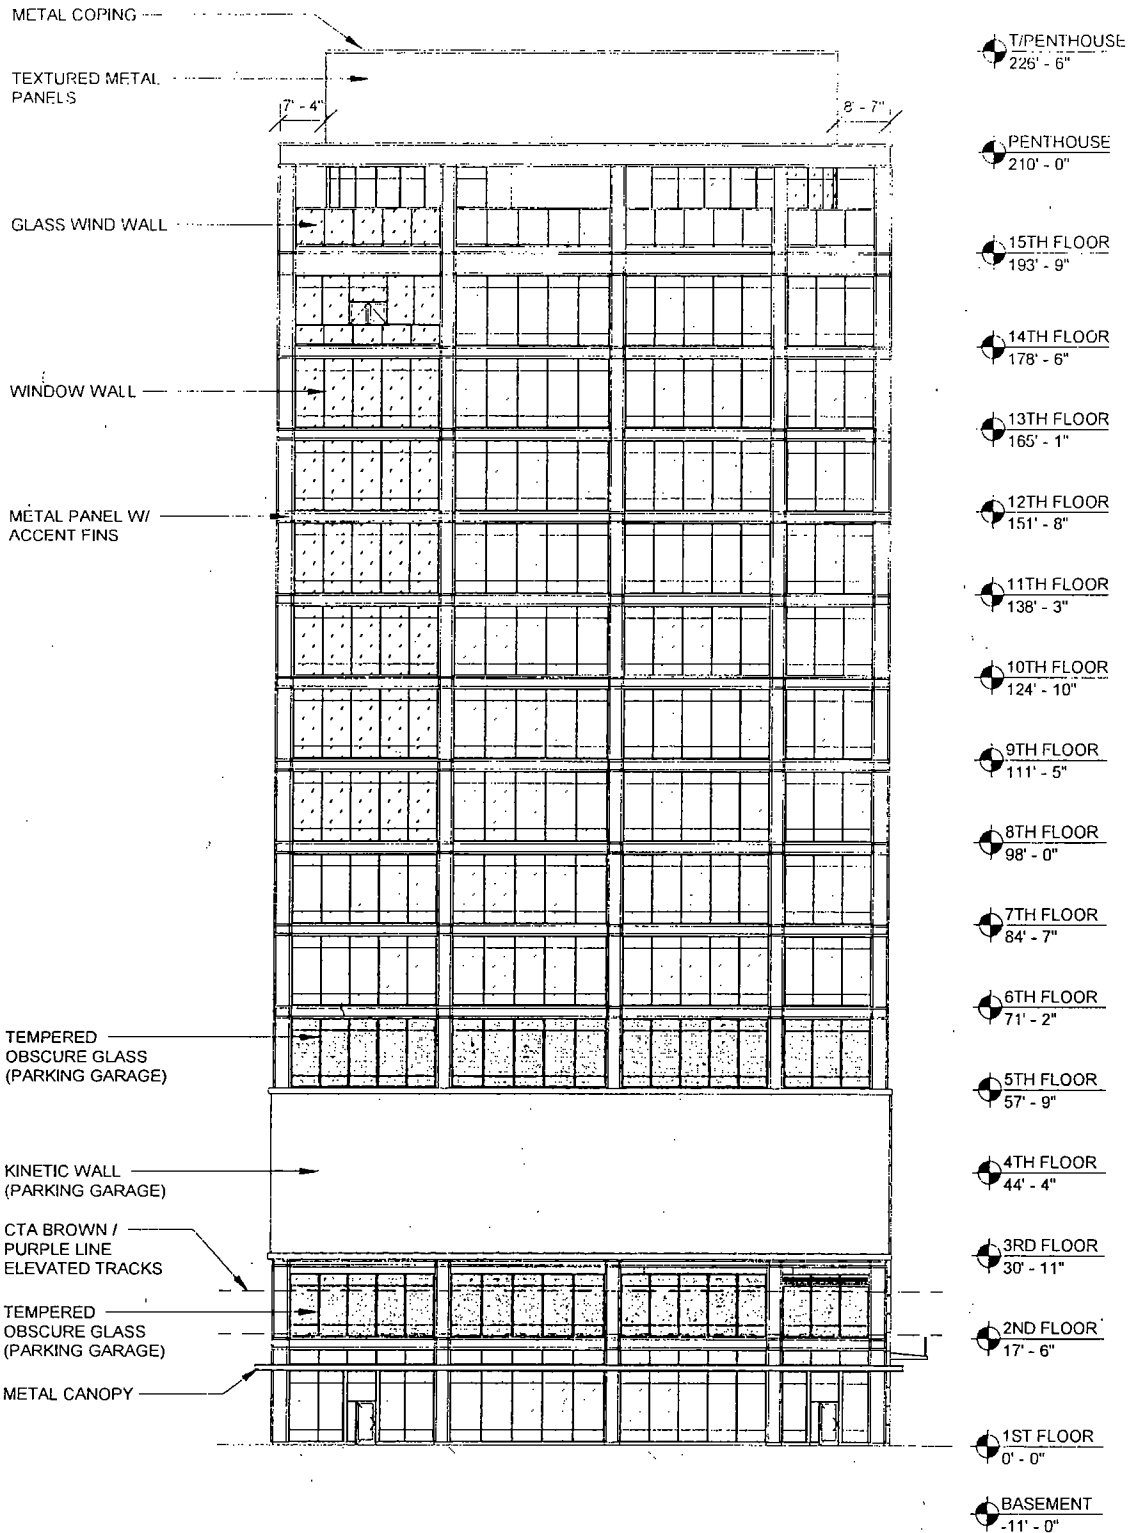 METAL COPING
T/PENTHOUSE
226' - 6"
TEXTURED METAL
PANELS
7' - 4"
8' - 7"
PENTHOUSE
210' - 0"
GLASS WIND WALL
15TH FLOOR
193' - 9"
14TH FLOOR
178' - 6"
WINDOW WALL
13TH FLOOR
165' - 1"
METAL PANEL W/
ACCENT FINS
12TH FLOOR
151' - 8"
11TH FLOOR
138' - 3"
10TH FLOOR
124' - 10"
9TH FLOOR
111' - 5"
8TH FLOOR
98' - 0"
7TH FLOOR
84' - 7"
6TH FLOOR
71' - 2"
TEMPERED
OBSCURE GLASS
(PARKING GARAGE)
5TH FLOOR
57' - 9"
KINETIC WALL
(PARKING GARAGE)
4TH FLOOR
44' - 4"
CTA BROWN /
PURPLE LINE
ELEVATED TRACKS
3RD FLOOR
30' - 11"
TEMPERED
OBSCURE GLASS
(PARKING GARAGE)
2ND FLOOR
17' - 6"
METAL CANOPY
1ST FLOOR
0' - 0"
BASEMENT
-11' - 0"